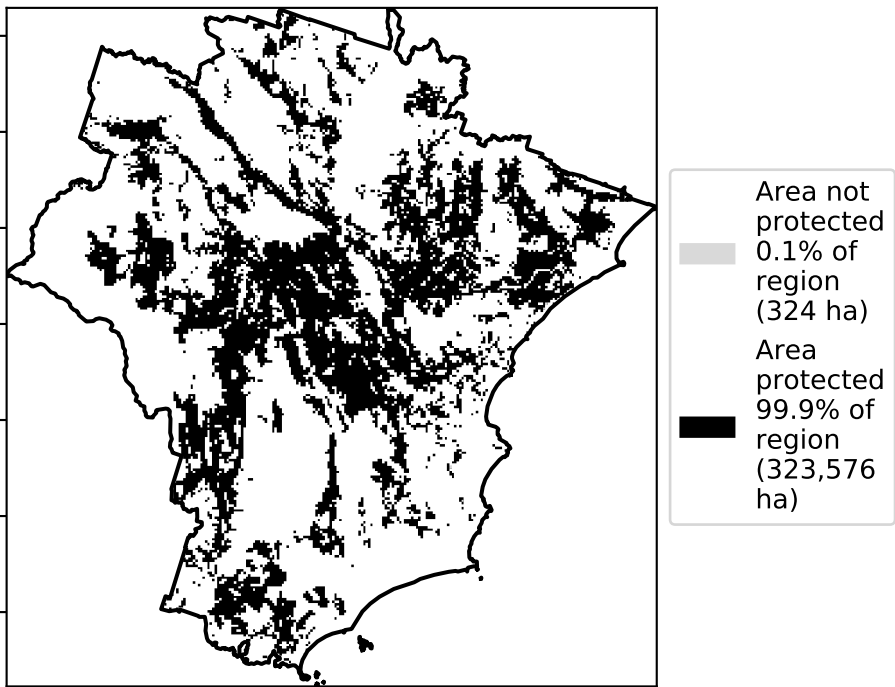 Area not
protected
0.1% of
region
(324 ha)
Area
protected
99.9% of
region
(323,576
ha)